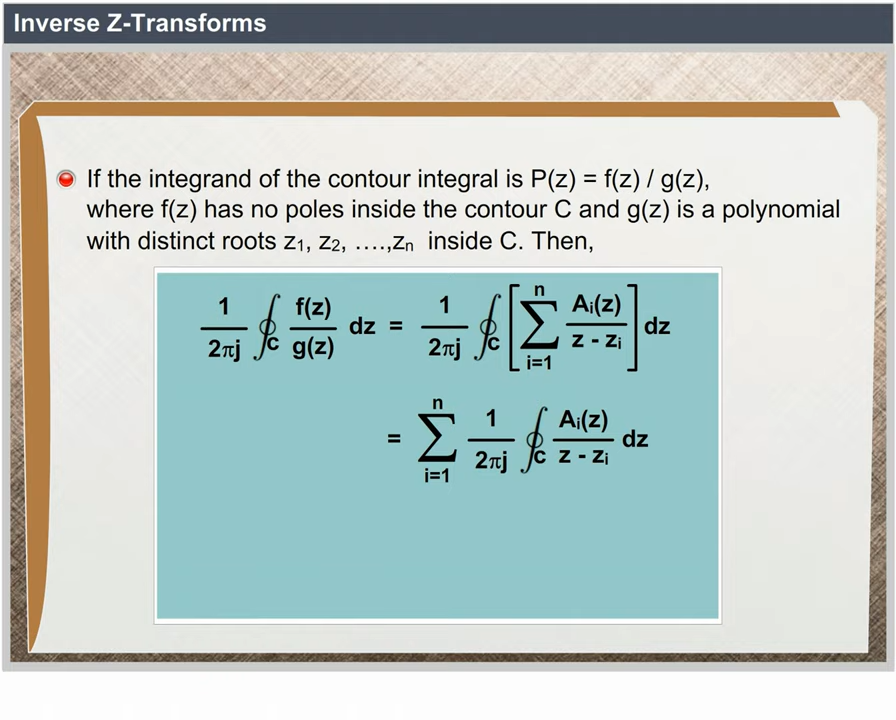 Inverse Z-Transforms
If the integrand of the contour integral is P(z) = f(z) / g(z),
where f(z) has no poles inside the contour C and g(z) is a polynomial
with distinct roots z₁, z₂, ….,zₙ inside C. Then,
1/2πj ∮C f(z)/g(z) dz = 1/2πj ∮C [ n∑i=1 Aᵢ(z)/z - zᵢ ] dz
= n∑i=1 1/2πj ∮C Aᵢ(z)/z - zᵢ dz